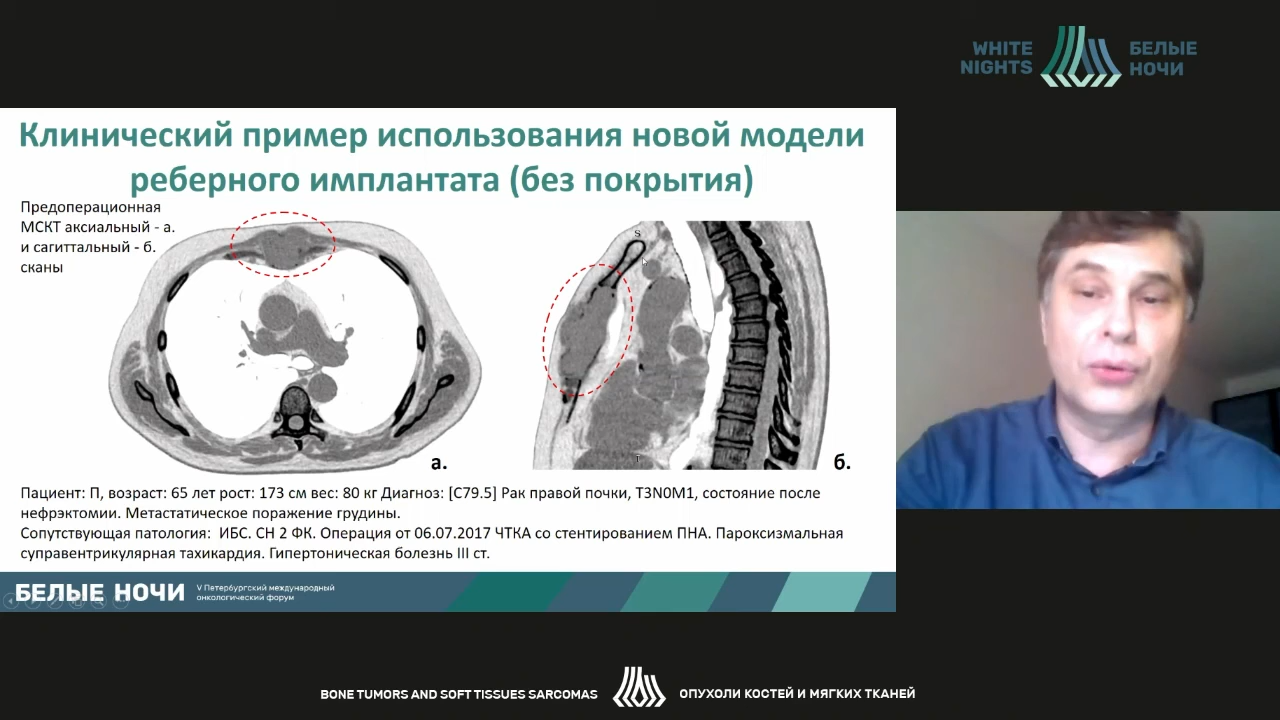 WHITE
NIGHTS
БЕЛЫЕ
НОЧИ
Клинический пример использования новой модели
реберного имплантата (без покрытия)
Предоперационная
МСКТ аксиальный - а.
и сагиттальный - б.
сканы
S
I
а.
б.
Пациент: П, возраст: 65 лет рост: 173 см вес: 80 кг Диагноз: [C79.5] Рак правой почки, T3N0M1, состояние после
нефрэктомии. Метастатическое поражение грудины.
Сопутствующая патология: ИБС. СН 2 ФК. Операция от 06.07.2017 ЧТКА со стентированием ПНА. Пароксизмальная
суправентрикулярная тахикардия. Гипертоническая болезнь III ст.
БЕЛЫЕ НОЧИ
V Петербургский международный
онкологический форум
BONE TUMORS AND SOFT TISSUES SARCOMAS
ОПУХОЛИ КОСТЕЙ И МЯГКИХ ТКАНЕЙ